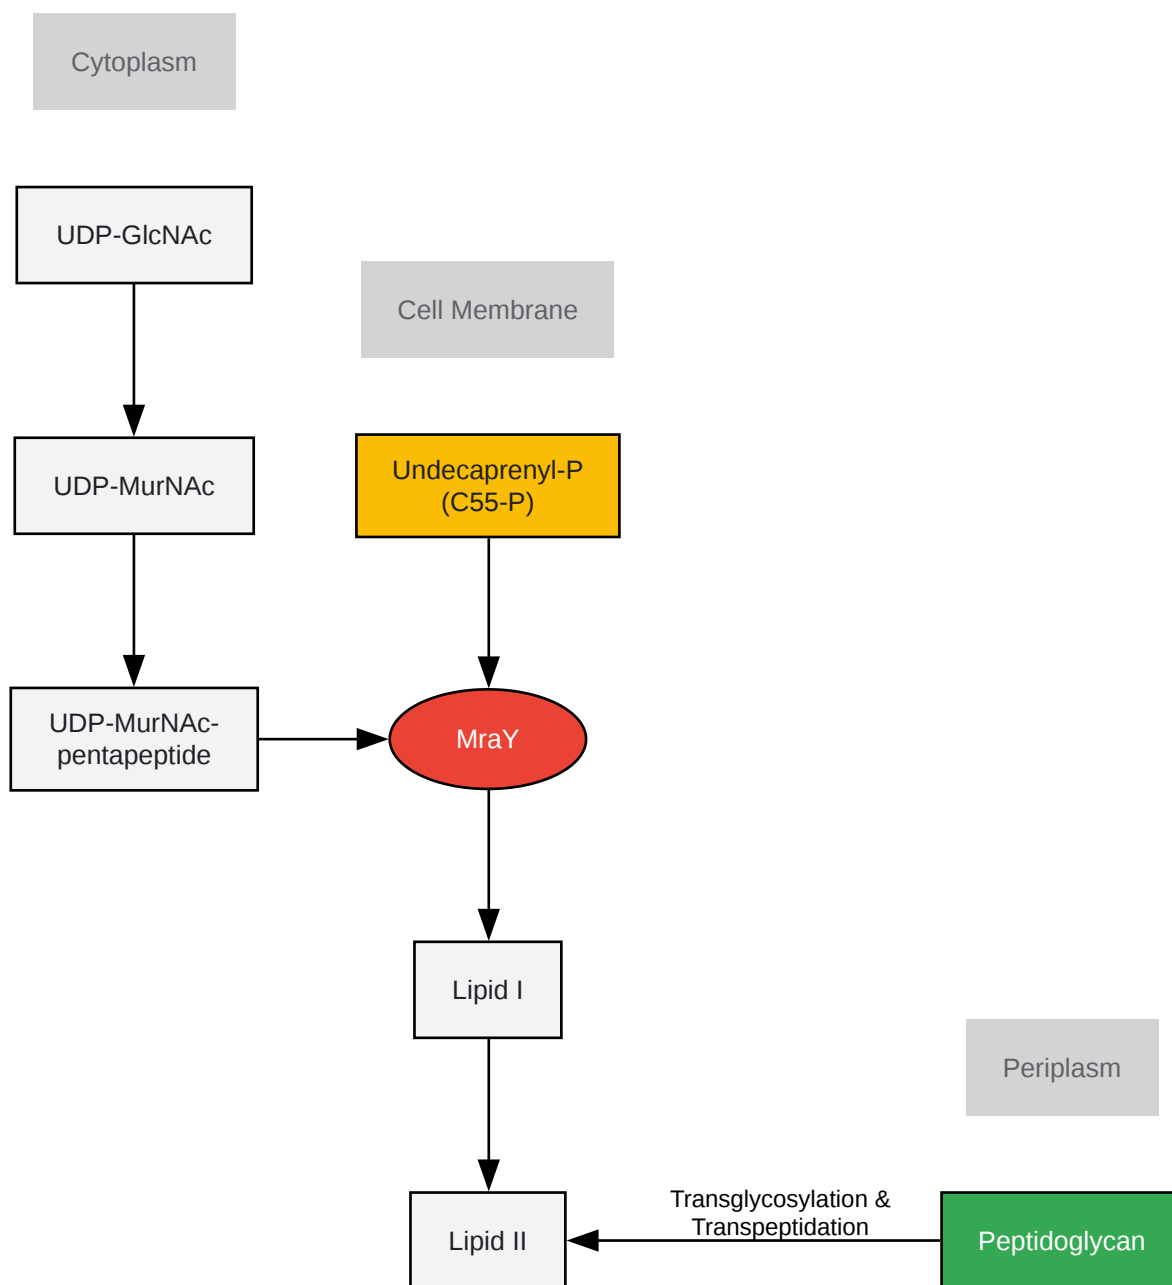 Cytoplasm
UDP-GlcNAc
Cell Membrane
UDP-MurNAc
Undecaprenyl-P
(C55-P)
UDP-MurNAc-
pentapeptide
MraY
Lipid I
Periplasm
Transglycosylation &
Transpeptidation
Lipid II
Peptidoglycan